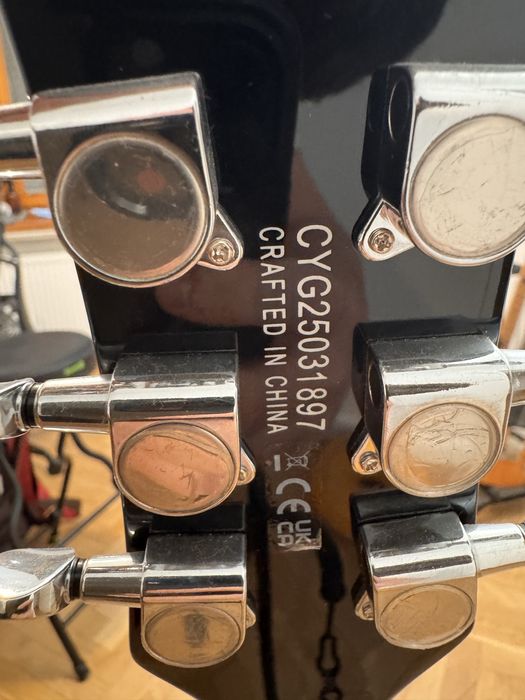 CYG25031897
CRAFTED IN CHINA
CE
UK
CA